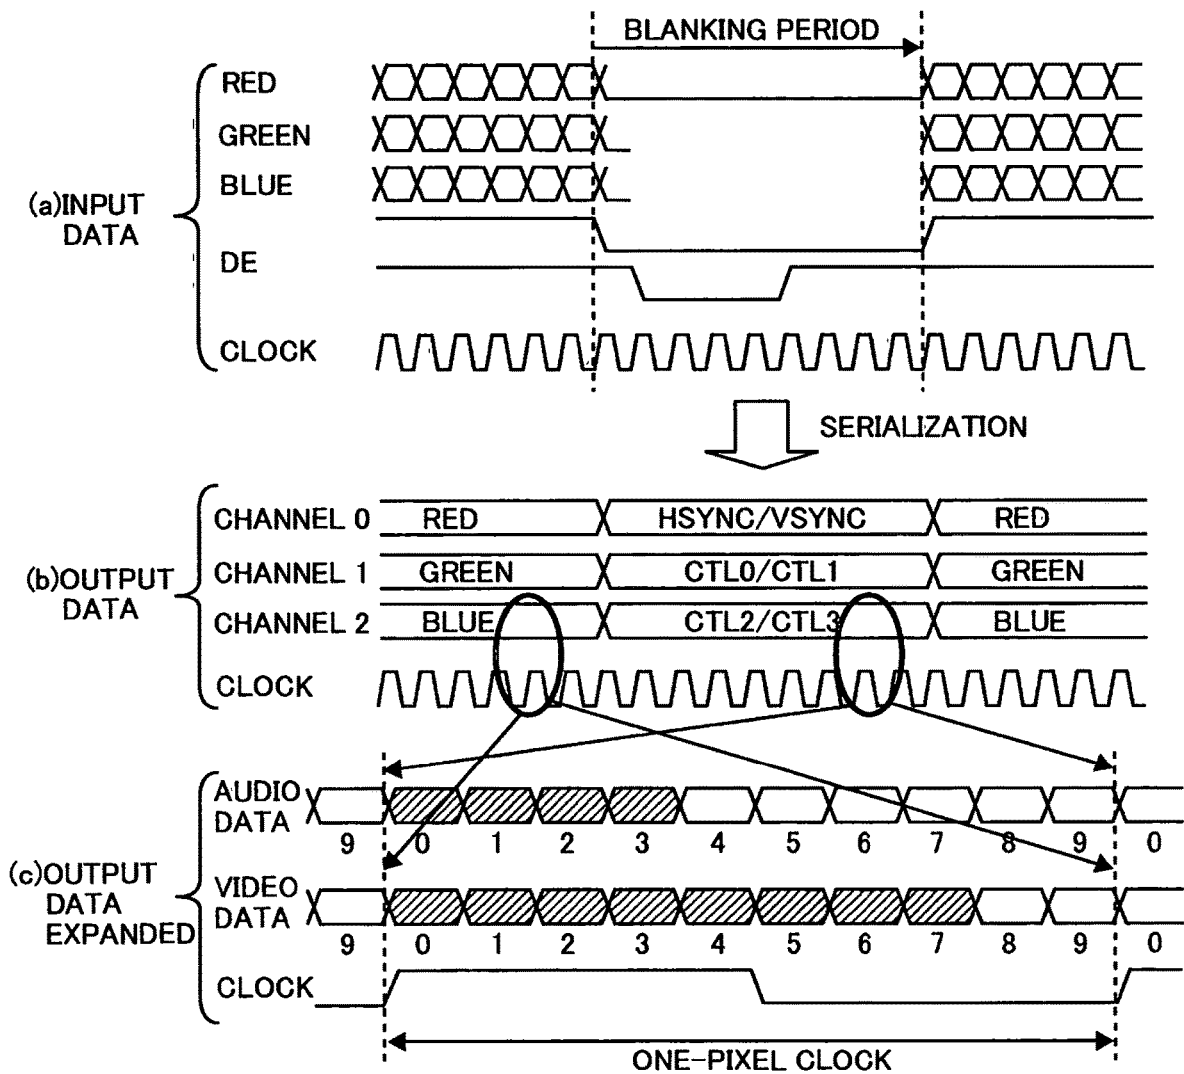 BLANKING PERIOD
RED
GREEN
BLUE
(a)INPUT
DATA
DE
CLOCK
SERIALIZATION
CHANNEL 0 RED HSYNC/VSYNC RED
(b)OUTPUT
DATA
CHANNEL 1 GREEN CTL0/CTL1 GREEN
CHANNEL 2 BLUE CTL2/CTL3 BLUE
CLOCK
AUDIO
DATA
9 0 1 2 3 4 5 6 7 8 9 0
(c)OUTPUT
DATA
EXPANDED
VIDEO
DATA
9 0 1 2 3 4 5 6 7 8 9 0
CLOCK
ONE-PIXEL CLOCK